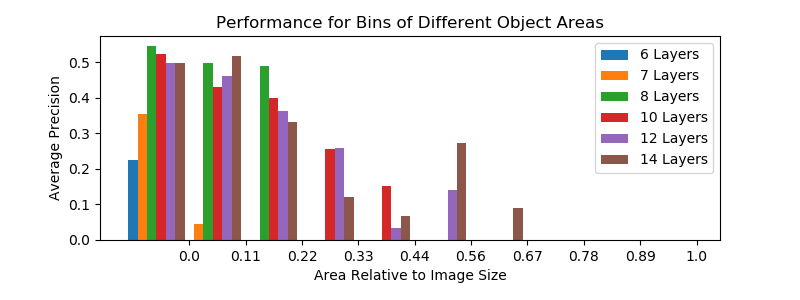 Performance for Bins of Different Object Areas
Average Precision
0.5
0.4
0.3
0.2
0.1
0.0
6 Layers
7 Layers
8 Layers
10 Layers
12 Layers
14 Layers
0.0 0.11 0.22 0.33 0.44 0.56 0.67 0.78 0.89 1.0
Area Relative to Image Size